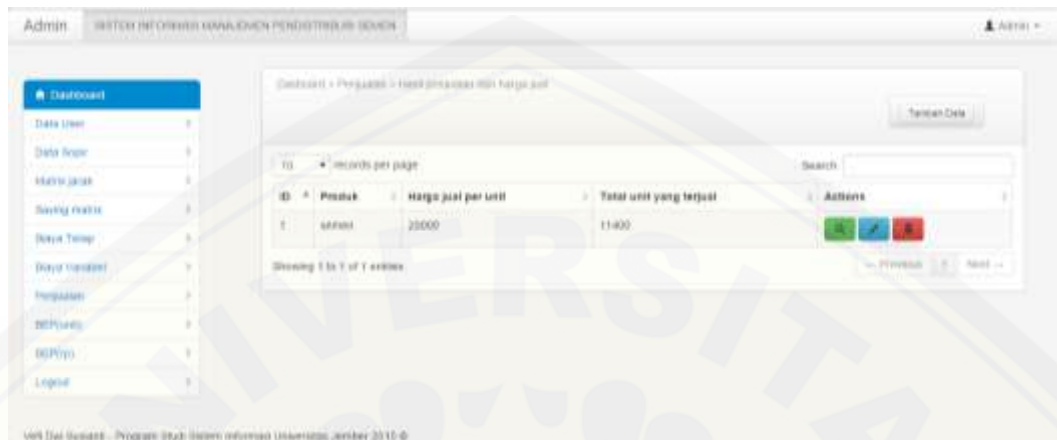 Admin SISTEM INFORMASI MANAJEMEN PENDISTRIBUSI SEMEN Admin
Dashboard
Dashboard > Penjualan > Hasil penjualan dan harga jual
Tambah Data
Data User
Data Sopir
Matrix jarak
Saving matrix
Biaya Tetap
Biaya Variabel
Penjualan
BEP(unit)
BEP(rp)
Logout
10 records per page Search
ID Produk Harga jual per unit Total unit yang terjual Actions
1 semen 20000 11400
Showing 1 to 1 of 1 entries
← Previous 1 Next →
Program Studi Sistem Informasi Universitas Jember 2015 ©
UNIVERSITA